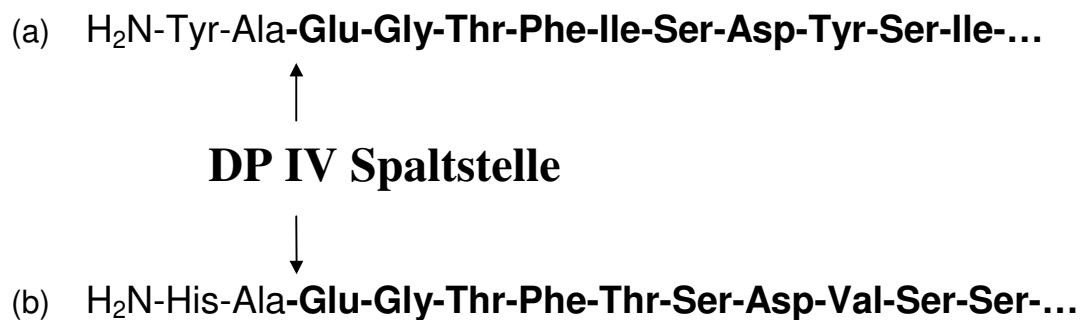 (a) H₂N-Tyr-Ala-Glu-Gly-Thr-Phe-Ile-Ser-Asp-Tyr-Ser-Ile-…
DP IV Spaltstelle
(b) H₂N-His-Ala-Glu-Gly-Thr-Phe-Thr-Ser-Asp-Val-Ser-Ser-…